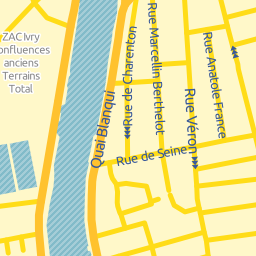 ZAC Ivry
onfluences
anciens
Terrains
Total
Quai Blanqui
Rue de Charenton
Rue Marcellin Berthelot
Rue Anatole France
Rue Véron
Rue de Seine